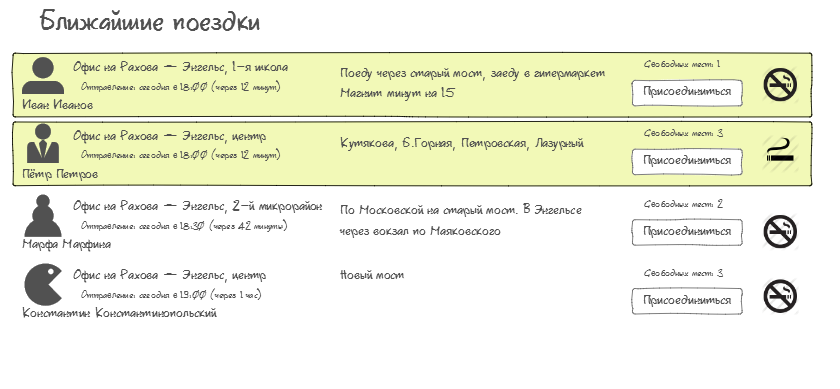 Ближайшие поездки
Офис на Рахова — Энгельс, 1-я школа
Отправление: сегодня в 18:00 (через 12 минут)
Иван Иванов
Поеду через старый мост, заеду в гипермаркет
Магнит минут на 15
Свободных мест: 1
Присоединиться
Офис на Рахова — Энгельс, центр
Отправление: сегодня в 18:00 (через 12 минут)
Пётр Петров
Кутякова, Б.Горная, Петровская, Лазурный
Свободных мест: 3
Присоединиться
Офис на Рахова — Энгельс, 2-й микрорайон
Отправление: сегодня в 18:30 (через 42 минуты)
Марфа Марфина
По Московской на старый мост. В Энгельсе
через вокзал по Маяковского
Свободных мест: 2
Присоединиться
Офис на Рахова — Энгельс, центр
Отправление: сегодня в 19:00 (через 1 час)
Константин Константинопольский
Новый мост
Свободных мест: 3
Присоединиться